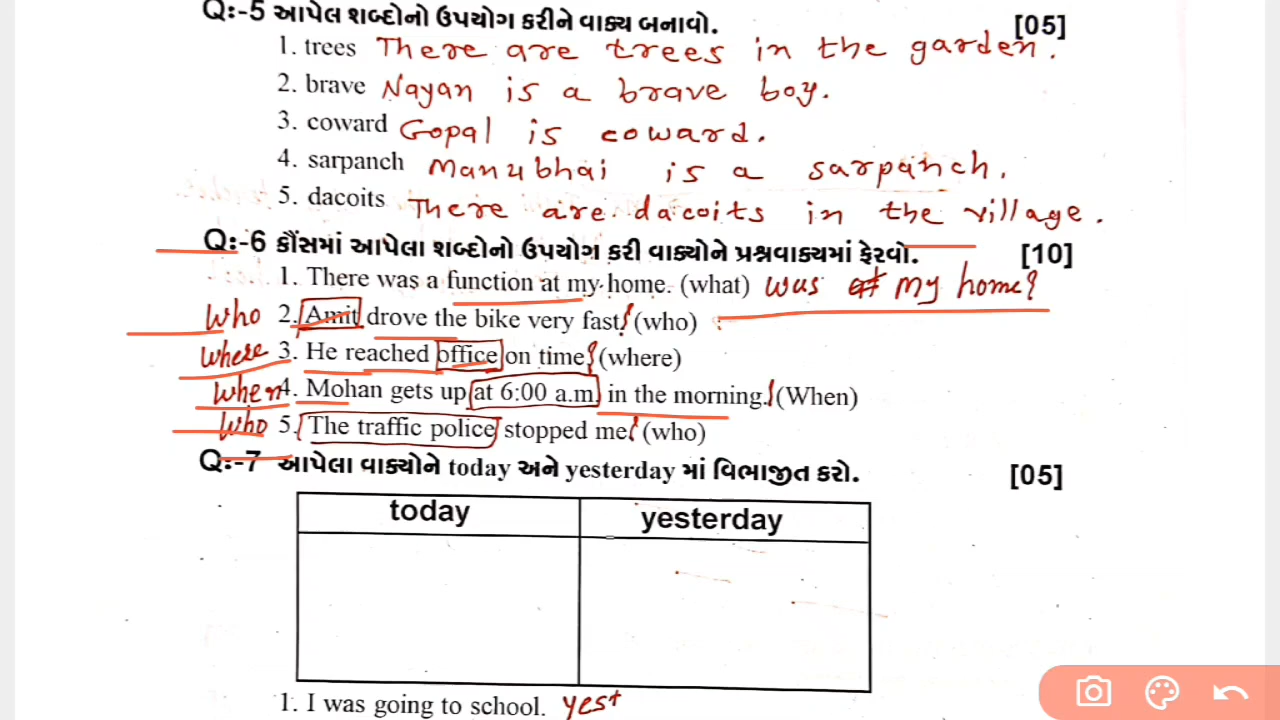 Q:-5 આપેલ શબ્દોનો ઉપયોગ કરીને વાક્ય બનાવો. [05]
1. trees There are trees in the garden.
2. brave Nayan is a brave boy.
3. coward Gopal is coward.
4. sarpanch Manubhai is a sarpanch.
5. dacoits There are dacoits in the village.
Q:-6 કૌંસમાં આપેલા શબ્દોનો ઉપયોગ કરી વાક્યોને પ્રશ્નવાક્યમાં ફેરવો. [10]
1. There was a function at my home. (what) was at my home?
Who 2. Amit drove the bike very fast? (who)
where 3. He reached office on time? (where)
When 4. Mohan gets up at 6:00 a.m in the morning. (When)
Who 5. The traffic police stopped me. (who)
Q:-7 આપેલા વાક્યોને today અને yesterday માં વિભાજીત કરો. [05]
today yesterday
1. I was going to school. yest